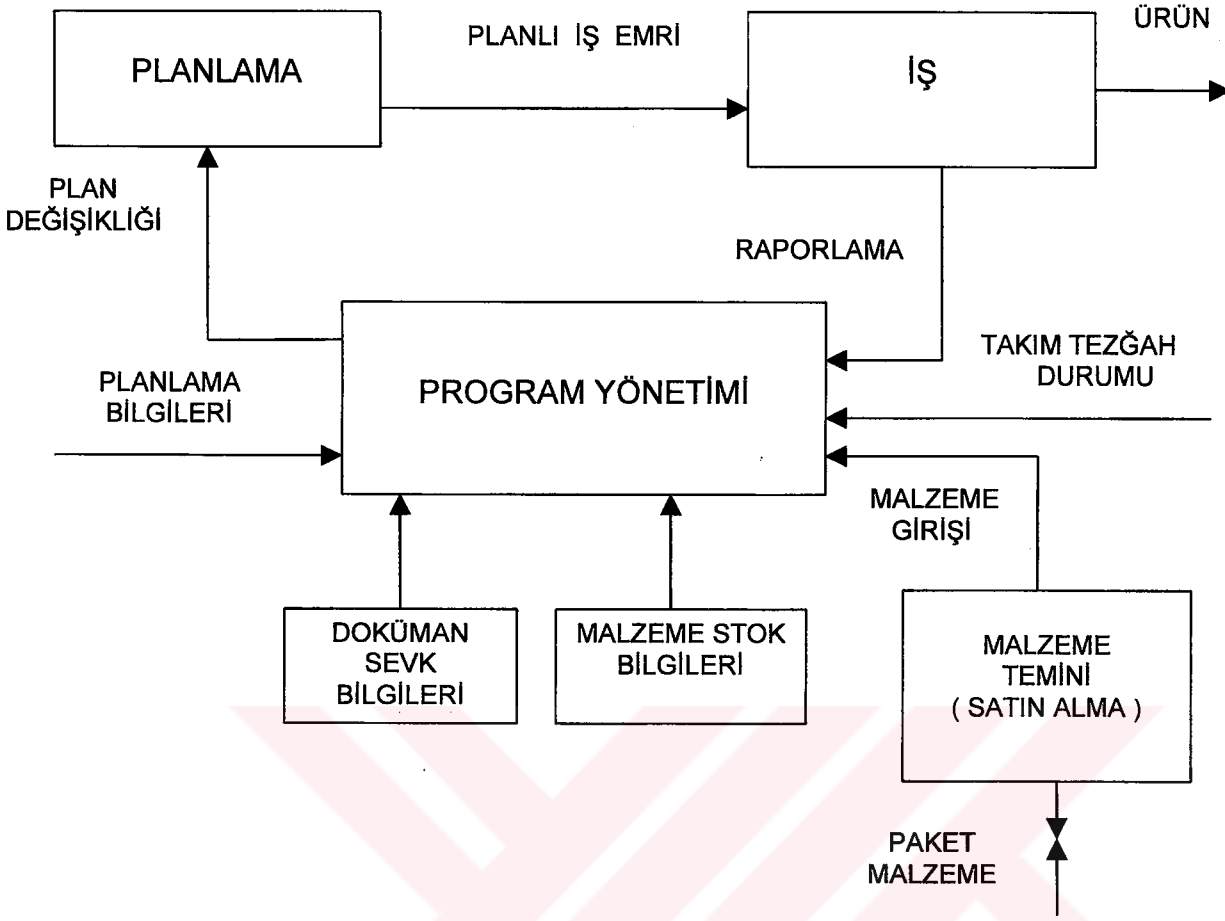 ÜRÜN
PLANLI İŞ EMRİ
PLANLAMA
İŞ
PLAN
DEĞİŞİKLİĞİ
RAPORLAMA
TAKIM TEZĞAH
DURUMU
PLANLAMA
BİLGİLERİ
PROGRAM YÖNETİMİ
MALZEME
GİRİŞİ
DOKÜMAN
SEVK
BİLGİLERİ
MALZEME STOK
BİLGİLERİ
MALZEME
TEMİNİ
( SATIN ALMA )
PAKET
MALZEME